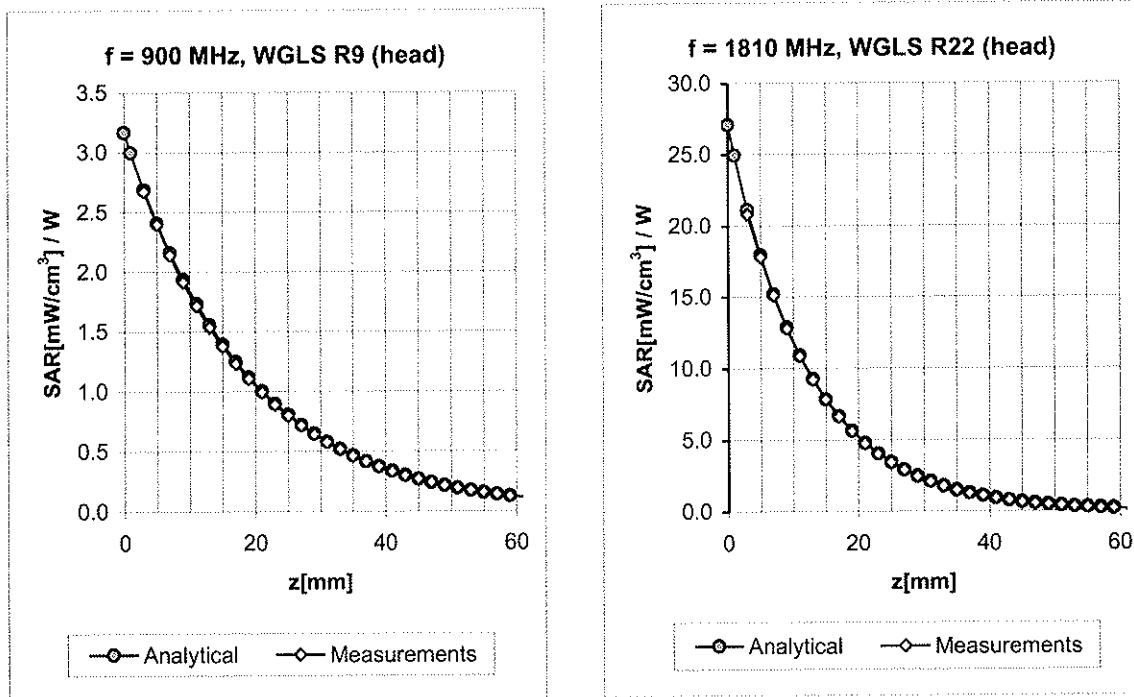 f = 900 MHz, WGLS R9 (head)
SAR[mW/cm³] / W
3.5
3.0
2.5
2.0
1.5
1.0
0.5
0.0
0
20
40
60
z[mm]
Analytical
Measurements
f = 1810 MHz, WGLS R22 (head)
SAR[mW/cm³] / W
30.0
25.0
20.0
15.0
10.0
5.0
0.0
0
20
40
60
z[mm]
Analytical
Measurements